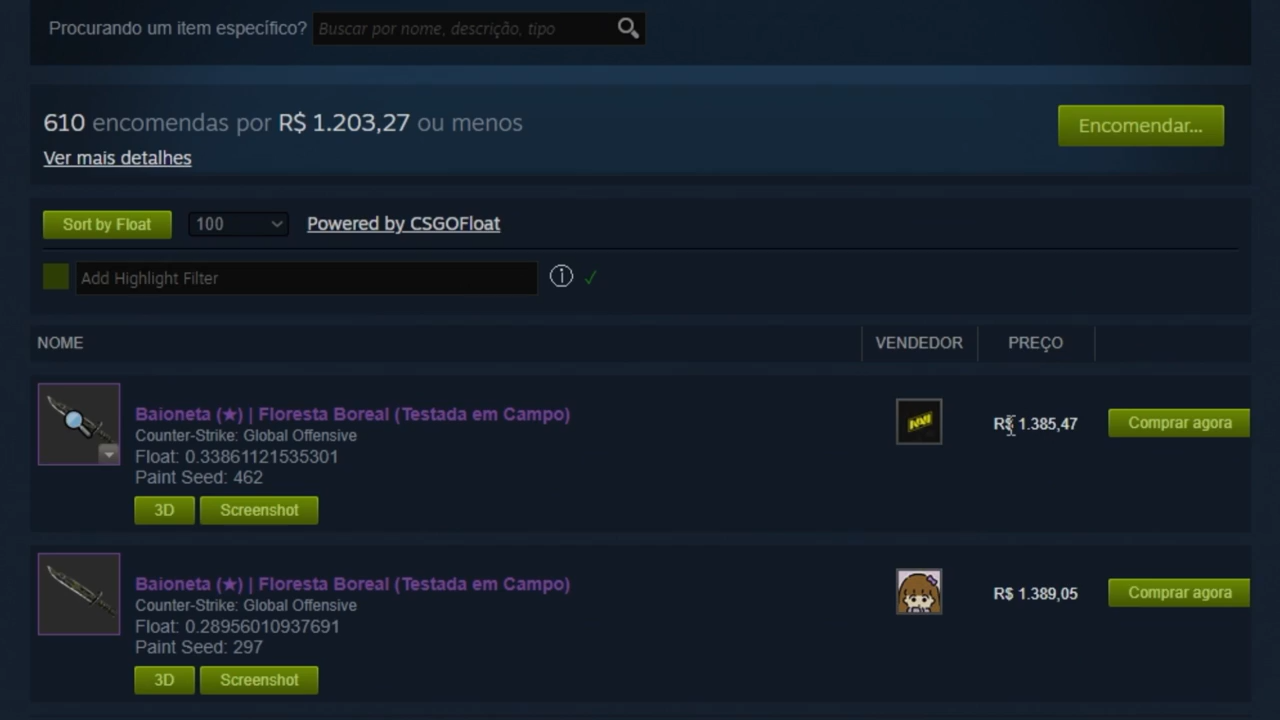 Procurando um item específico? Buscar por nome, descrição, tipo
610 encomendas por R$ 1.203,27 ou menos
Encomendar...
Ver mais detalhes
Sort by Float 100 Powered by CSGOFloat
Add Highlight Filter
NOME VENDEDOR PREÇO
Baioneta (★) | Floresta Boreal (Testada em Campo)
Counter-Strike: Global Offensive
Float: 0.33861121535301
Paint Seed: 462
3D Screenshot
R$ 1.385,47 Comprar agora
Baioneta (★) | Floresta Boreal (Testada em Campo)
Counter-Strike: Global Offensive
Float: 0.28956010937691
Paint Seed: 297
3D Screenshot
R$ 1.389,05 Comprar agora